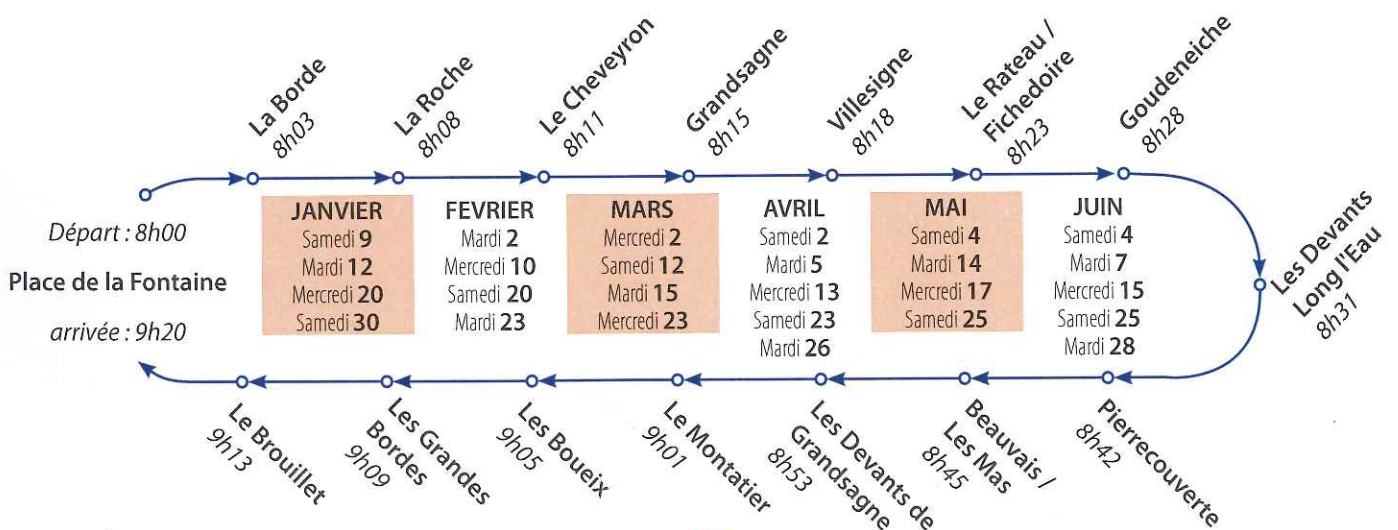 La Borde
8h03
La Roche
8h08
Le Cheveyron
8h11
Grandsagne
8h15
Villesigne
8h18
Le Rateau /
Fichedoire
8h23
Goudeneiche
8h28
Les Devants
Long l'Eau
8h31
Départ : 8h00
Place de la Fontaine
arrivée : 9h20
JANVIER
Samedi 9
Mardi 12
Mercredi 20
Samedi 30
FEVRIER
Mardi 2
Mercredi 10
Samedi 20
Mardi 23
MARS
Mercredi 2
Samedi 12
Mardi 15
Mercredi 23
AVRIL
Samedi 2
Mardi 5
Mercredi 13
Samedi 23
Mardi 26
MAI
Samedi 4
Mardi 14
Mercredi 17
Samedi 25
JUIN
Samedi 4
Mardi 7
Mercredi 15
Samedi 25
Mardi 28
Le Brouillet
9h13
Les Grandes
Bordes
9h09
Les Boueix
9h05
Le Montatier
9h01
Les Devants de
Grandsagne
8h53
Beauvais /
Les Mas
8h45
Pierrecouverte
8h42